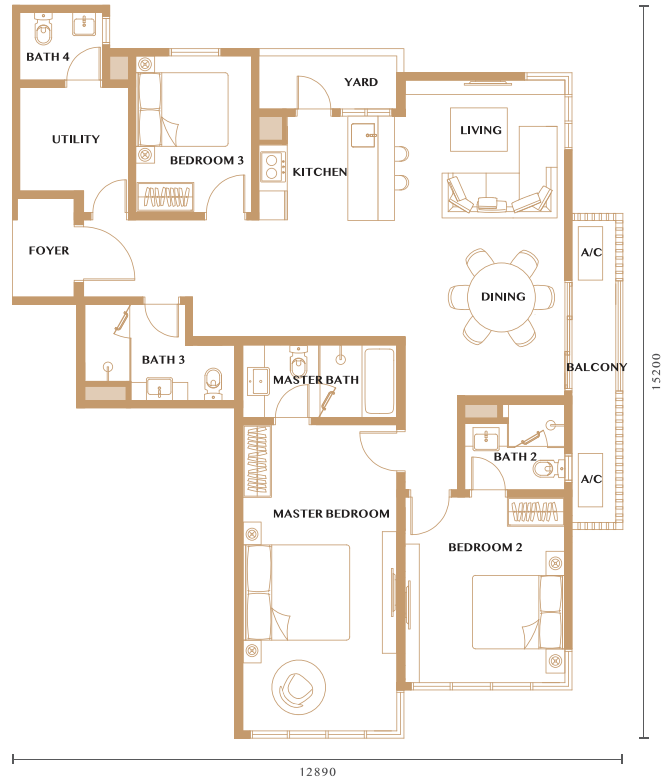 BATH 4
YARD
LIVING
UTILITY
BEDROOM 3
KITCHEN
FOYER
A/C
DINING
BATH 3
BALCONY
MASTER BATH
15200
BATH 2
A/C
MASTER BEDROOM
BEDROOM 2
12890